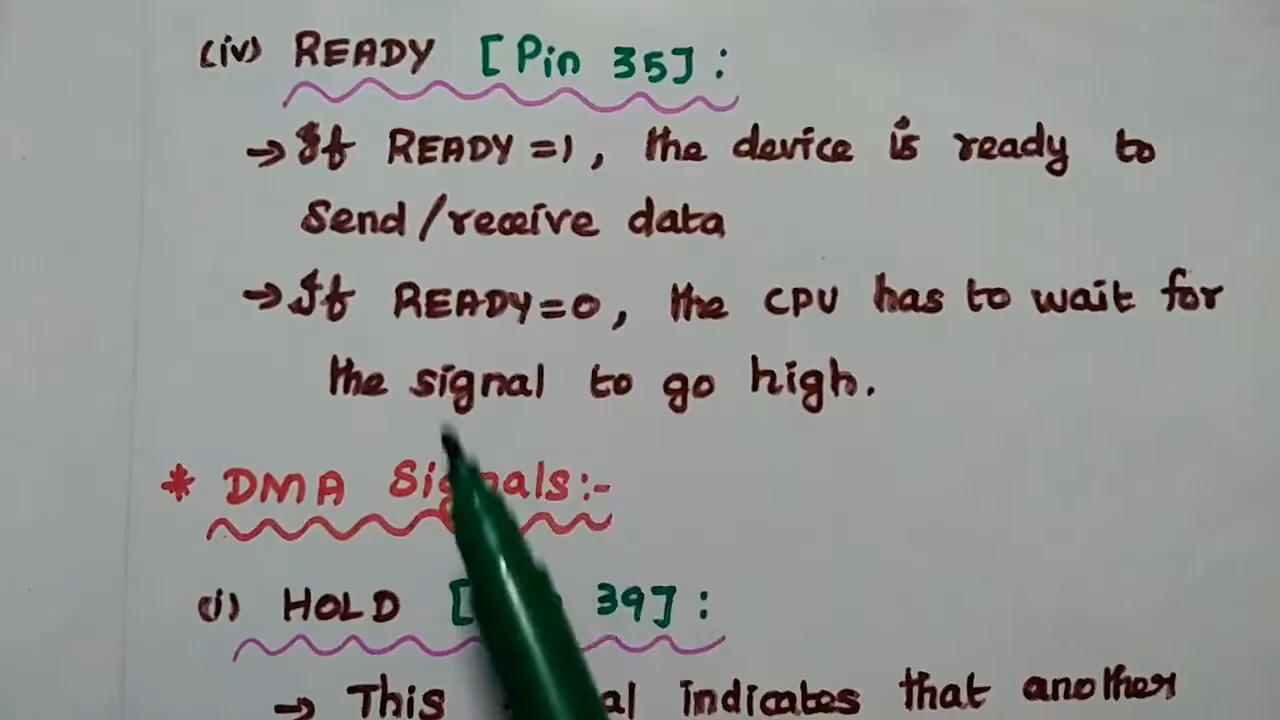 (iv) READY [Pin 35] :
→ If READY =1, the device is ready to
Send/receive data
→ If READY=0, the CPU has to wait for
the signal to go high.
* DMA Signals:-
(i) HOLD [ 39] :
→ This indicates that another